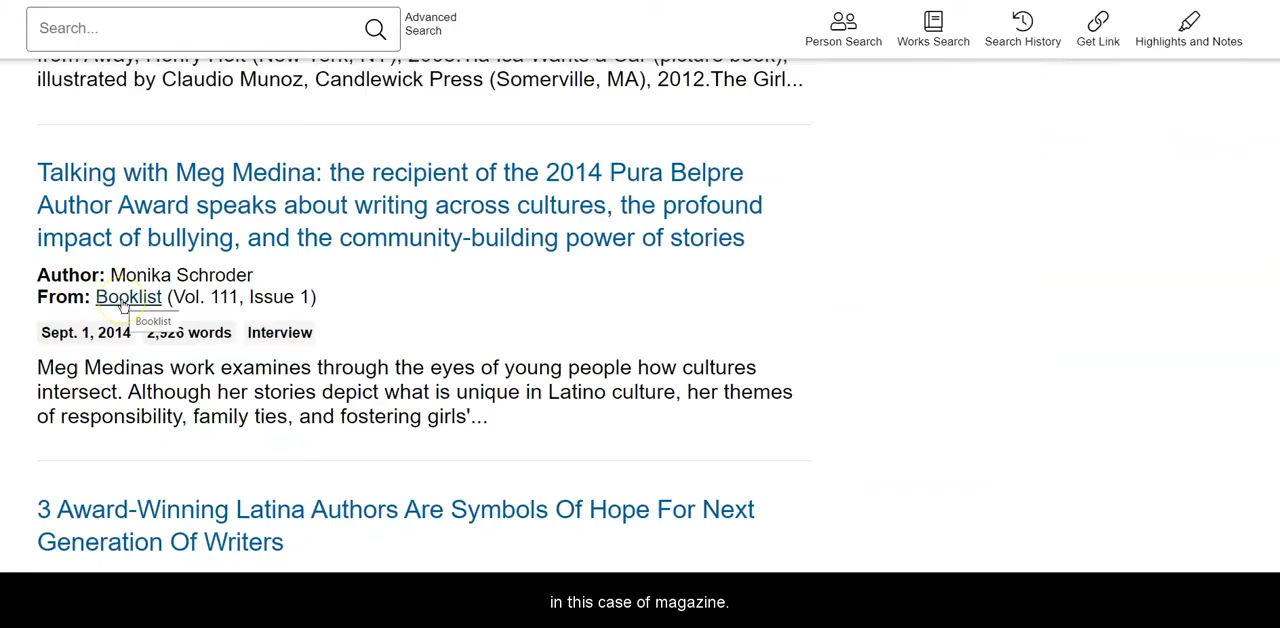 Search...
Advanced
Search
Person Search
Works Search
Search History
Get Link
Highlights and Notes
illustrated by Claudio Munoz, Candlewick Press (Somerville, MA), 2012.The Girl...
Talking with Meg Medina: the recipient of the 2014 Pura Belpre
Author Award speaks about writing across cultures, the profound
impact of bullying, and the community-building power of stories
Author: Monika Schroder
From: Booklist (Vol. 111, Issue 1)
Booklist
Sept. 1, 2014 2,926 words Interview
Meg Medinas work examines through the eyes of young people how cultures
intersect. Although her stories depict what is unique in Latino culture, her themes
of responsibility, family ties, and fostering girls'...
3 Award-Winning Latina Authors Are Symbols Of Hope For Next
Generation Of Writers
in this case of magazine.